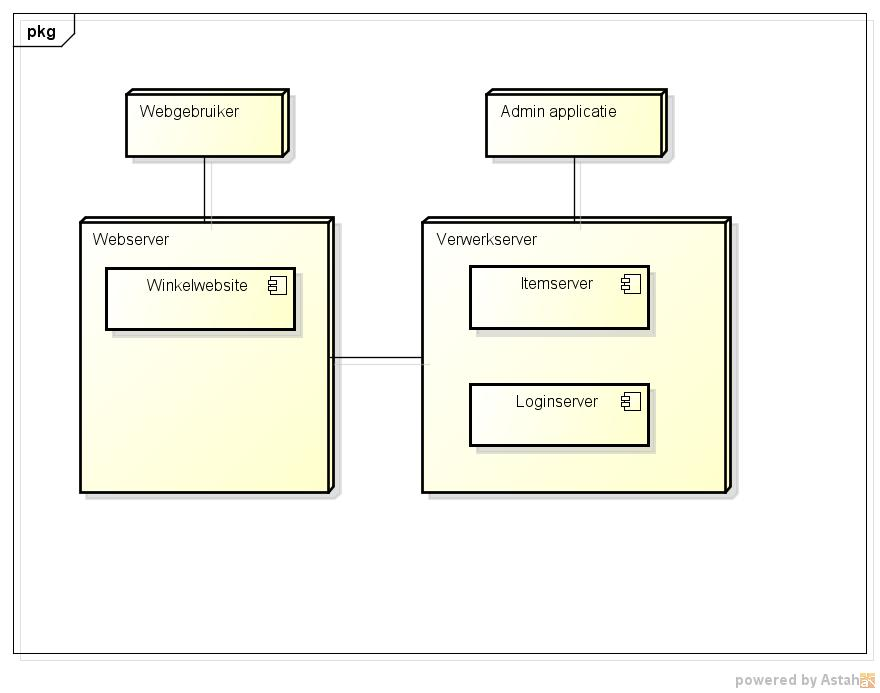 pkg
Webgebruiker
Admin applicatie
Webserver
Verwerkserver
Winkelwebsite
Itemserver
Loginserver
powered by Astah